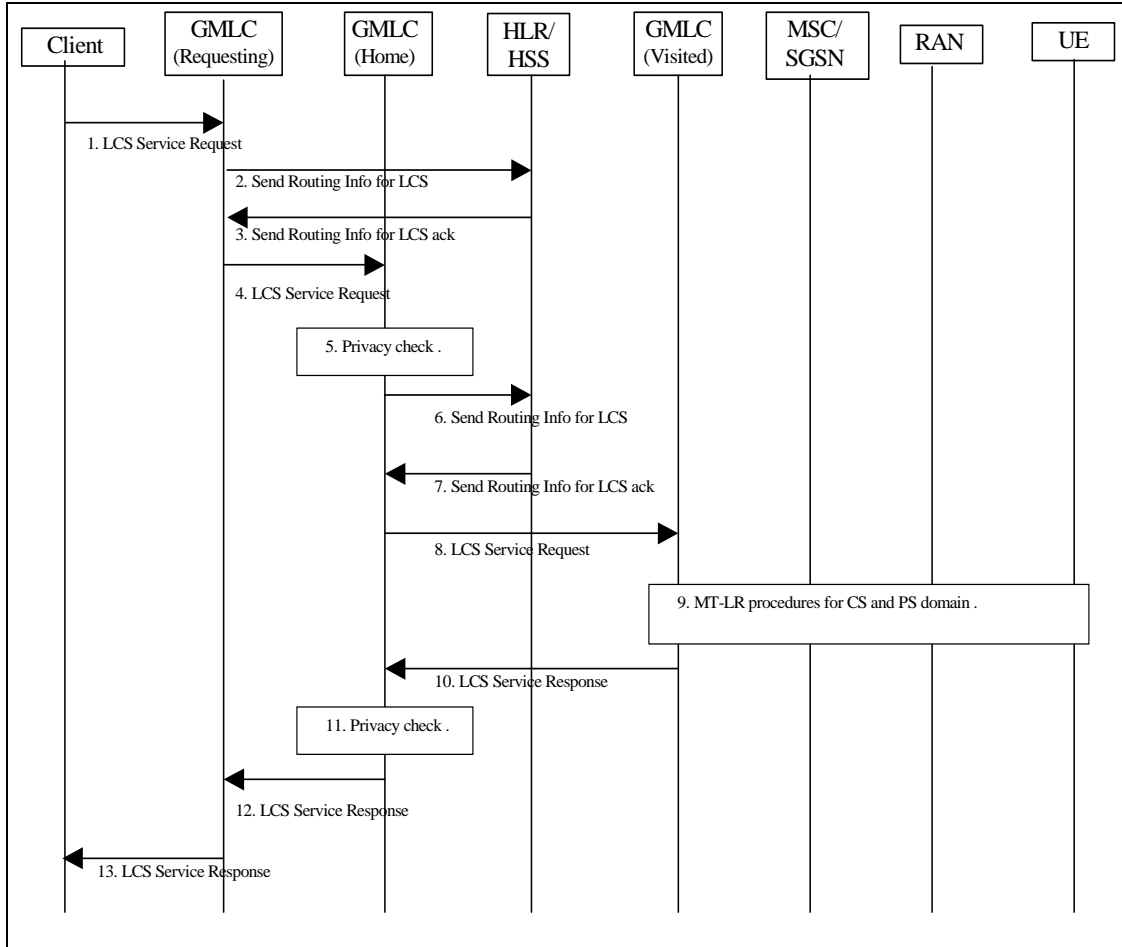 Client
GMLC
(Requesting)
GMLC
(Home)
HLR/
HSS
GMLC
(Visited)
MSC/
SGSN
RAN
UE
1. LCS Service Request
2. Send Routing Info for LCS
3. Send Routing Info for LCS ack
4. LCS Service Request
5. Privacy check .
6. Send Routing Info for LCS
7. Send Routing Info for LCS ack
8. LCS Service Request
9. MT-LR procedures for CS and PS domain .
10. LCS Service Response
11. Privacy check .
12. LCS Service Response
13. LCS Service Response